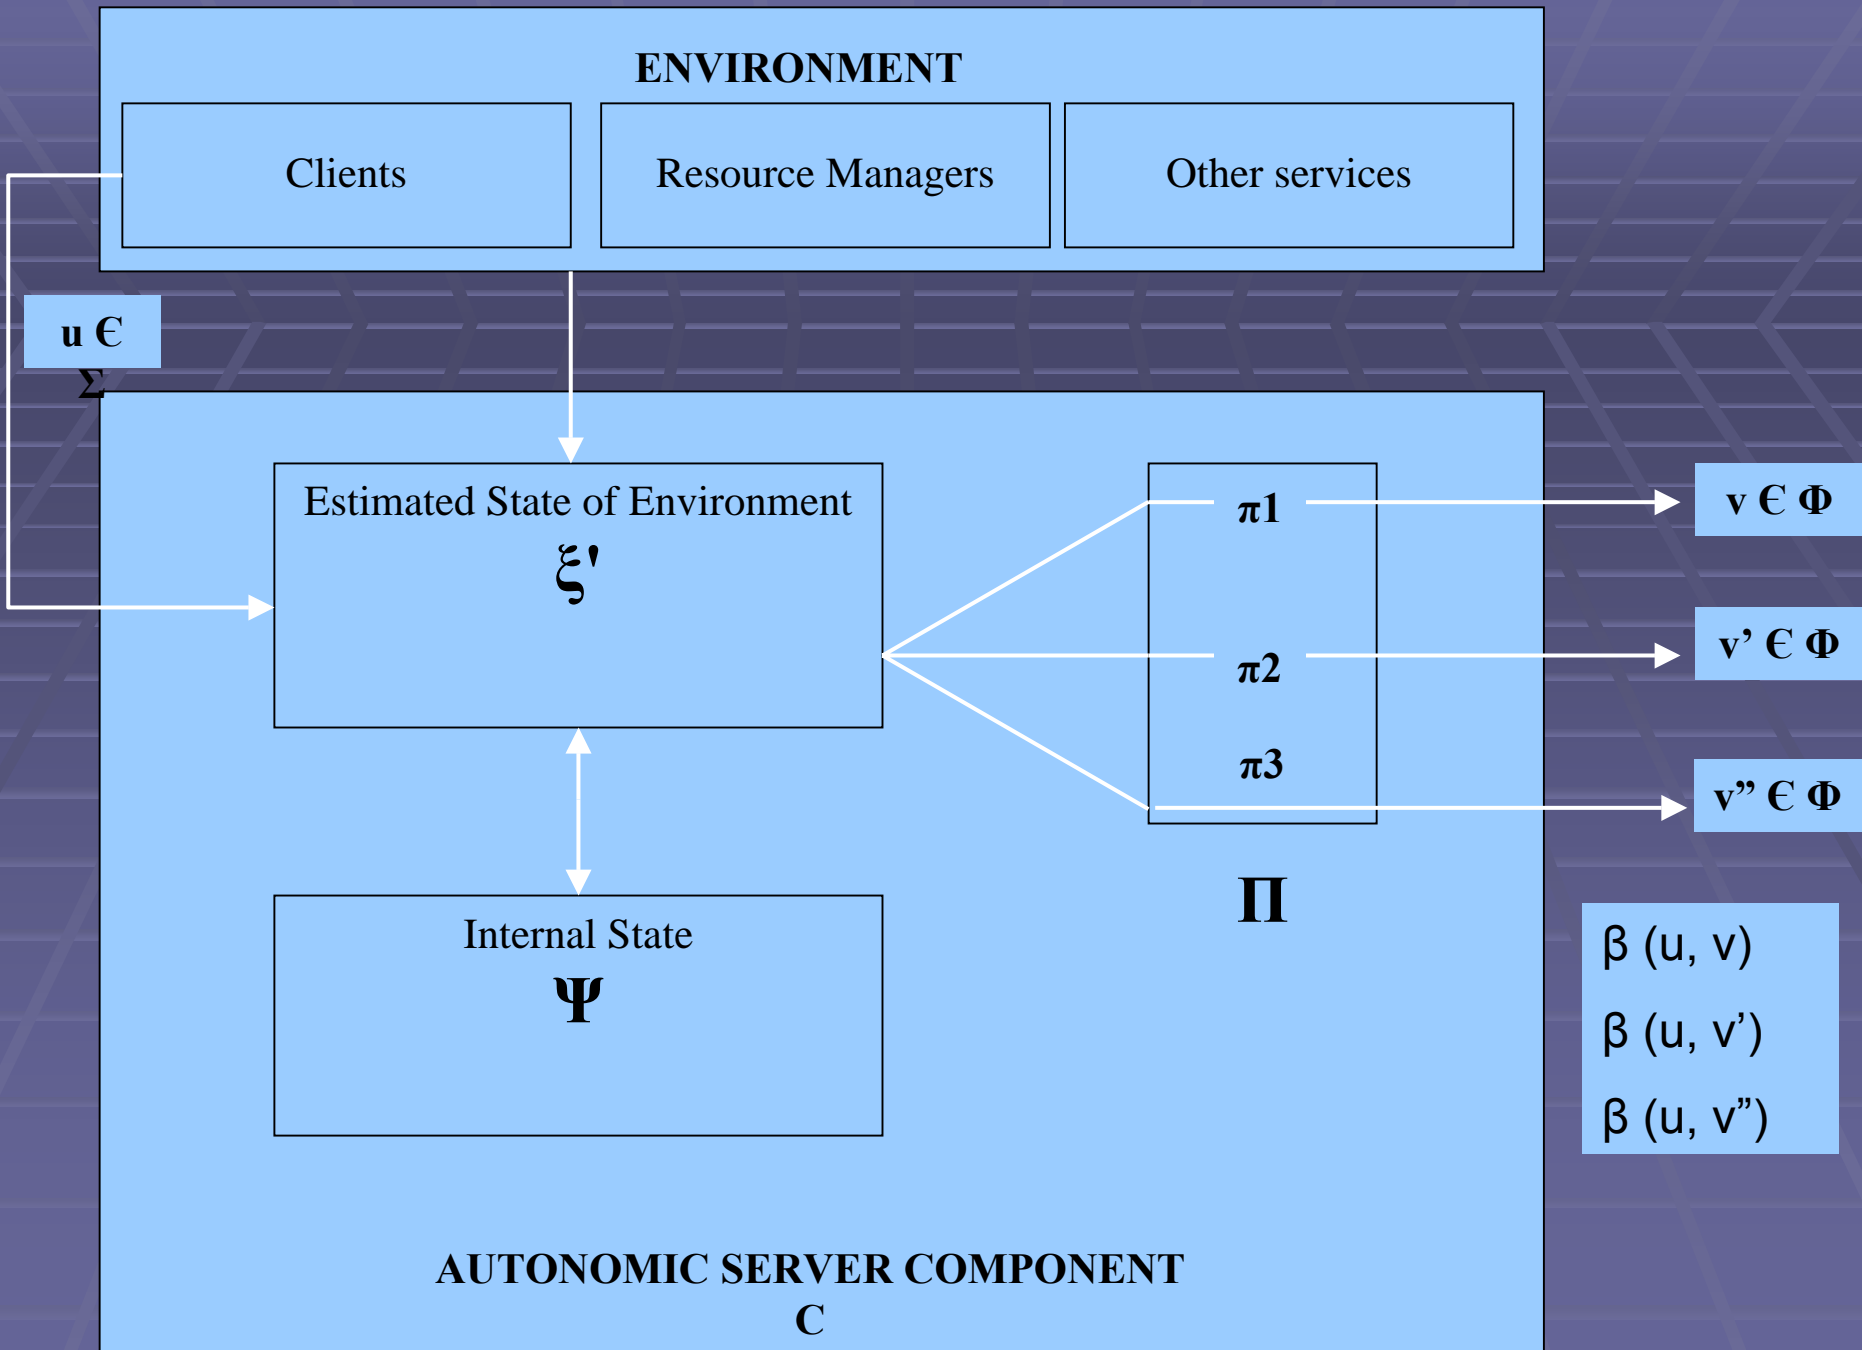 ENVIRONMENT
Clients
Resource Managers
Other services
u Є
Σ
Estimated State of Environment
ξ'
π1
π2
π3
Π
v Є Φ
v’ Є Φ
v” Є Φ
Internal State
Ψ
β (u, v)
β (u, v’)
β (u, v”)
AUTONOMIC SERVER COMPONENT
C